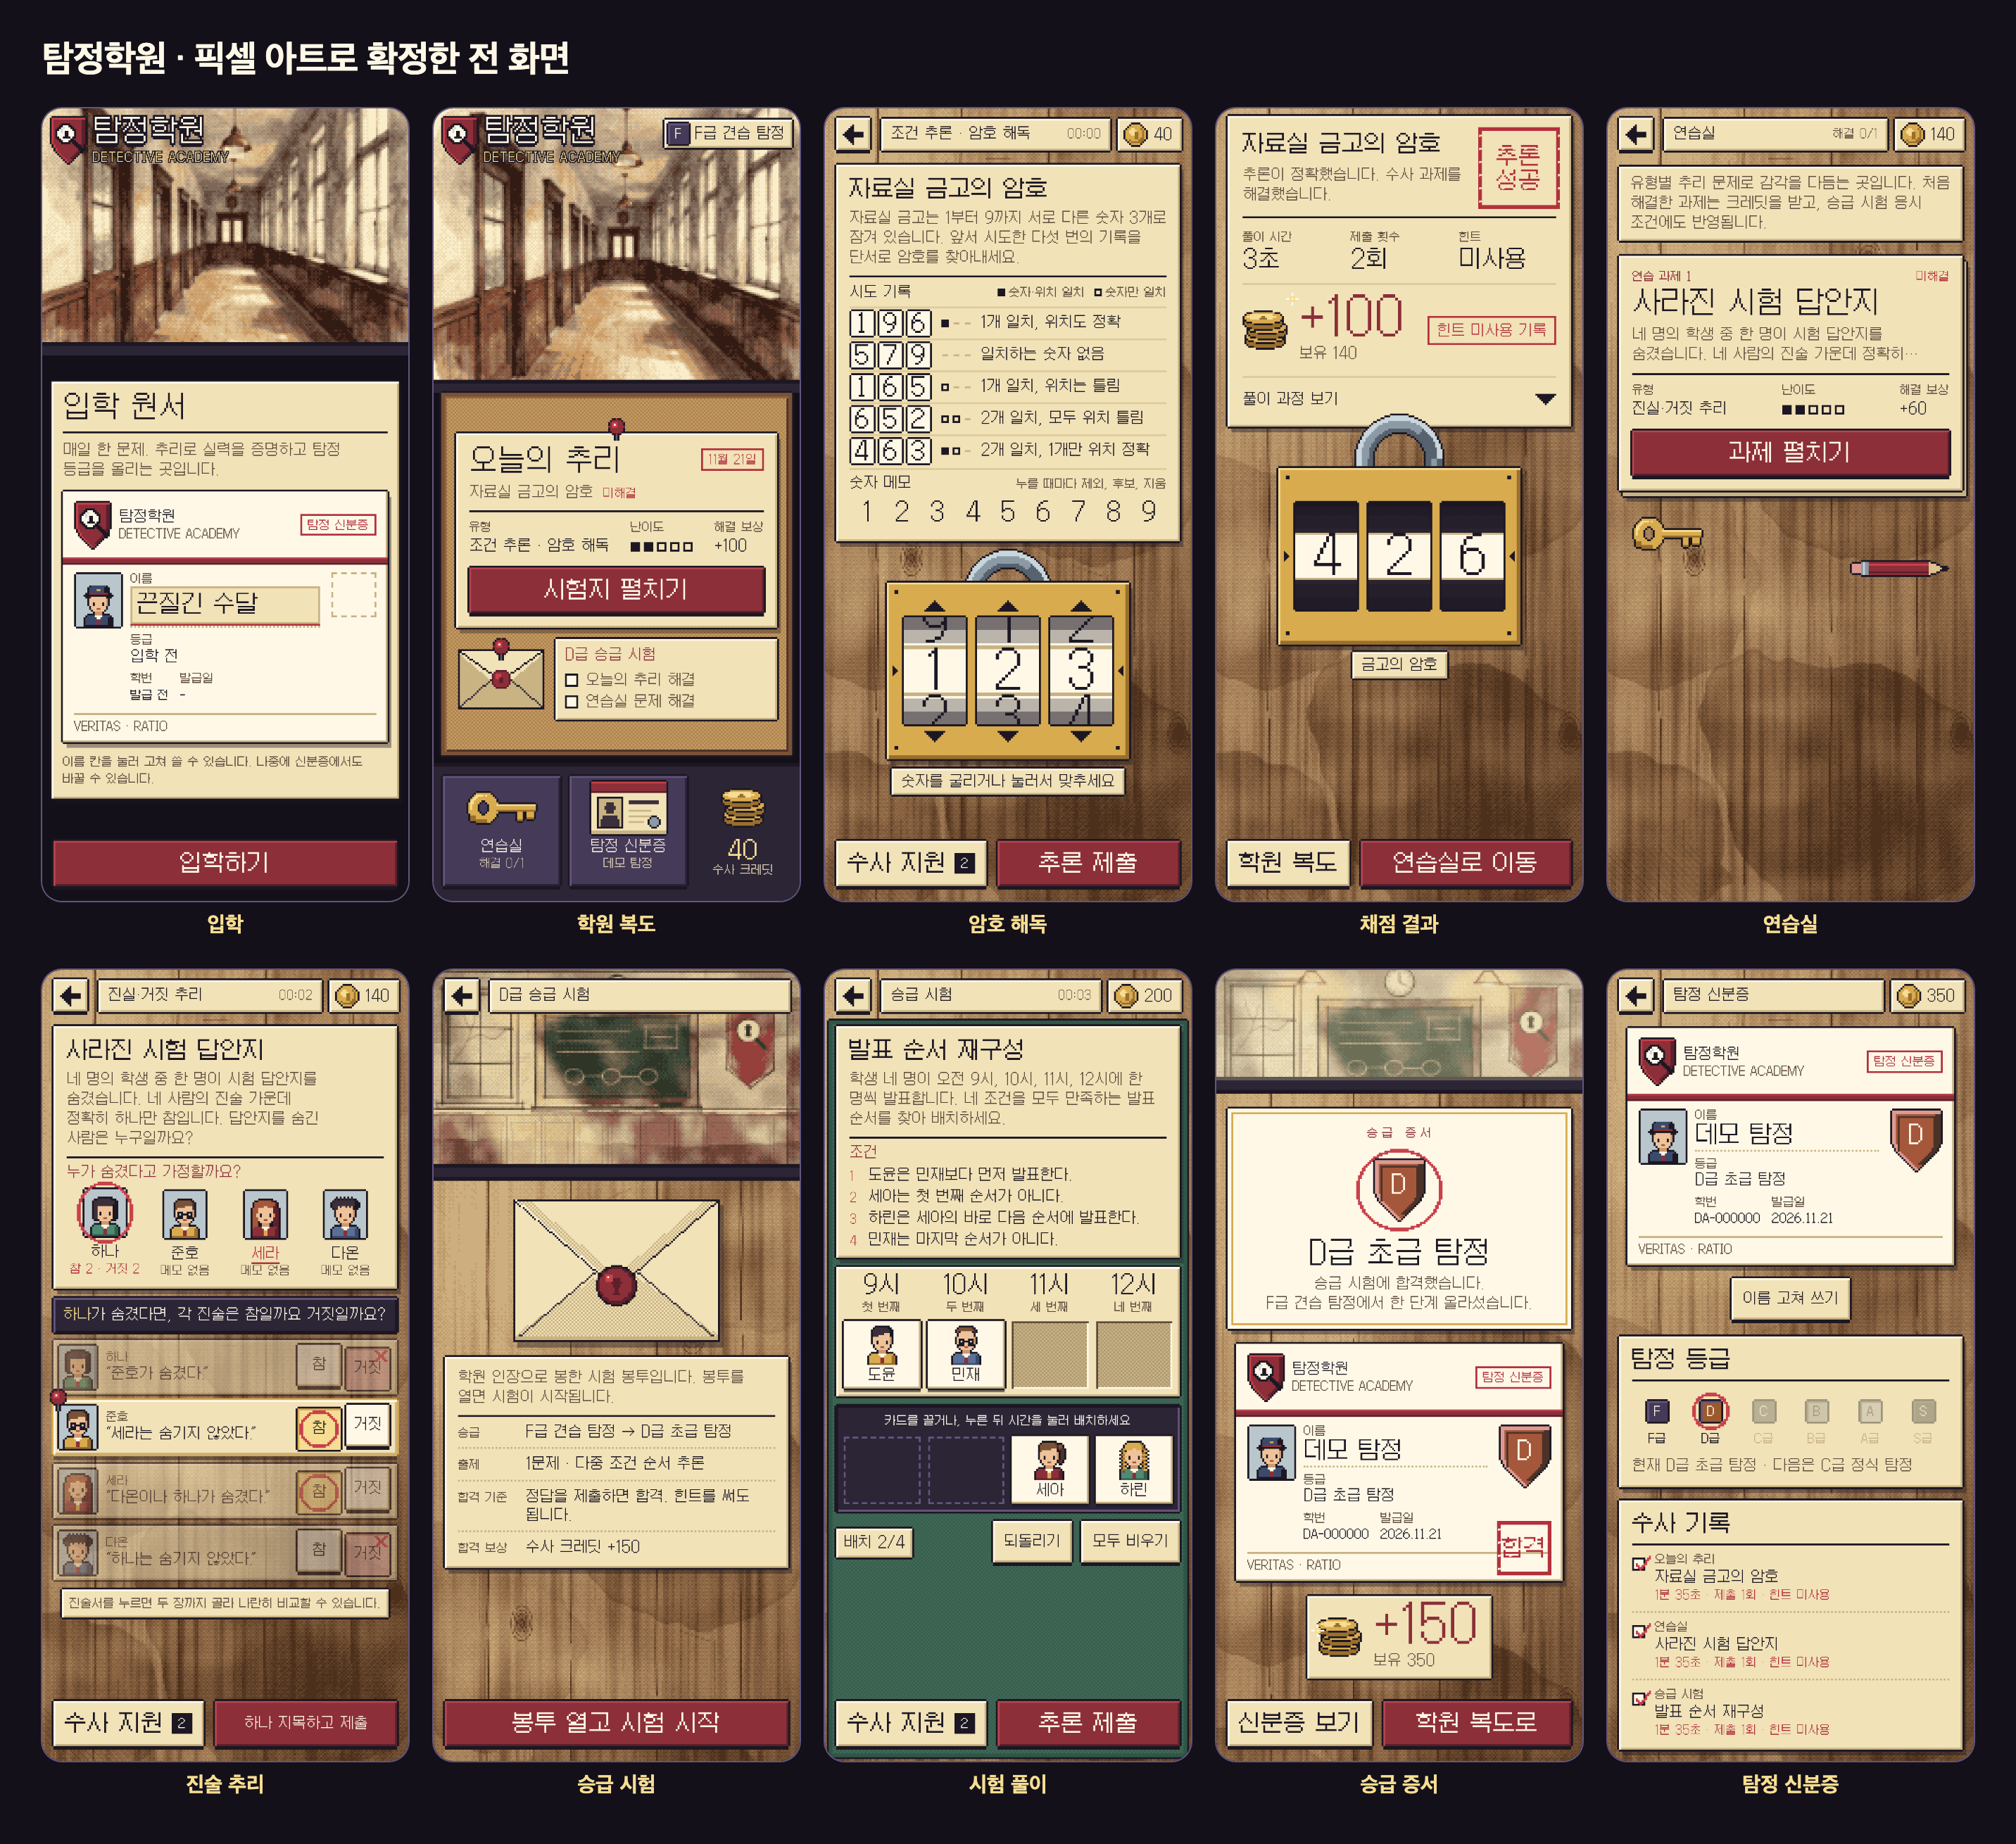 탐정학원 · 픽셀 아트로 확정한 전 화면
탐정학원
DETECTIVE ACADEMY
입학 원서
매일 한 문제. 추리로 실력을 증명하고 탐정
등급을 올리는 곳입니다.
탐정학원
DETECTIVE ACADEMY
탐정 신분증
이름
끈질긴 수달
등급
입학 전
학번 발급일
발급 전 -
VERITAS · RATIO
이름 칸을 눌러 고쳐 쓸 수 있습니다. 나중에 신분증에서도
바꿀 수 있습니다.
입학하기
입학
탐정학원
DETECTIVE ACADEMY
F F급 견습 탐정
오늘의 추리
11월 21일
자료실 금고의 암호 미해결
유형 난이도 해결 보상
조건 추론 · 암호 해독 ■■□□□ +100
시험지 펼치기
D급 승급 시험
오늘의 추리 해결
연습실 문제 해결
연습실
해결 0/1
탐정 신분증
데모 탐정
40
수사 크레딧
학원 복도
조건 추론 · 암호 해독 00:00
40
자료실 금고의 암호
자료실 금고는 1부터 9까지 서로 다른 숫자 3개로
잠겨 있습니다. 앞서 시도한 다섯 번의 기록을
단서로 암호를 찾아내세요.
시도 기록 ■ 숫자·위치 일치 □ 숫자만 일치
1 9 6 ■-- 1개 일치, 위치도 정확
5 7 9 --- 일치하는 숫자 없음
1 6 5 □-- 1개 일치, 위치는 틀림
6 5 2 □□- 2개 일치, 모두 위치 틀림
4 6 3 ■□- 2개 일치, 1개만 위치 정확
숫자 메모 누를 때마다 제외, 후보, 지움
1 2 3 4 5 6 7 8 9
9 1 2
1 2 3
2 3 4
숫자를 굴리거나 눌러서 맞추세요
수사 지원 2
추론 제출
암호 해독
자료실 금고의 암호
추론이 정확했습니다. 수사 과제를
해결했습니다.
추론
성공
풀이 시간 제출 횟수 힌트
3초 2회 미사용
+100
보유 140
힌트 미사용 기록
풀이 과정 보기
4 2 6
금고의 암호
학원 복도
연습실로 이동
채점 결과
연습실 해결 0/1
140
유형별 추리 문제로 감각을 다듬는 곳입니다. 처음
해결한 과제는 크레딧을 받고, 승급 시험 응시
조건에도 반영됩니다.
연습 과제 1 미해결
사라진 시험 답안지
네 명의 학생 중 한 명이 시험 답안지를
숨겼습니다. 네 사람의 진술 가운데 정확히…
유형 난이도 해결 보상
진실·거짓 추리 ■■□□□ +60
과제 펼치기
연습실
진실·거짓 추리 00:02
140
사라진 시험 답안지
네 명의 학생 중 한 명이 시험 답안지를
숨겼습니다. 네 사람의 진술 가운데
정확히 하나만 참입니다. 답안지를 숨긴
사람은 누구일까요?
누가 숨겼다고 가정할까요?
하나 준호 세라 다온
참 2 · 거짓 2 메모 없음 메모 없음 메모 없음
하나가 숨겼다면, 각 진술은 참일까요 거짓일까요?
하나
“준호가 숨겼다.” 참 거짓
준호
“세라는 숨기지 않았다.” 참 거짓
세라
“다온이나 하나가 숨겼다.” 참 거짓
다온
“하나는 숨기지 않았다.” 참 거짓
진술서를 누르면 두 장까지 골라 나란히 비교할 수 있습니다.
수사 지원 2
하나 지목하고 제출
진술 추리
D급 승급 시험
학원 인장으로 봉한 시험 봉투입니다. 봉투를
열면 시험이 시작됩니다.
승급 F급 견습 탐정 → D급 초급 탐정
출제 1문제 · 다중 조건 순서 추론
합격 기준 정답을 제출하면 합격. 힌트를 써도
됩니다.
합격 보상 수사 크레딧 +150
봉투 열고 시험 시작
승급 시험
승급 시험 00:03
200
발표 순서 재구성
학생 네 명이 오전 9시, 10시, 11시, 12시에 한
명씩 발표합니다. 네 조건을 모두 만족하는 발표
순서를 찾아 배치하세요.
조건
1 도윤은 민재보다 먼저 발표한다.
2 세아는 첫 번째 순서가 아니다.
3 하린은 세아의 바로 다음 순서에 발표한다.
4 민재는 마지막 순서가 아니다.
9시 10시 11시 12시
첫 번째 두 번째 세 번째 네 번째
도윤 민재
카드를 끌거나, 누른 뒤 시간을 눌러 배치하세요
세아 하린
배치 2/4
되돌리기
모두 비우기
수사 지원 2
추론 제출
시험 풀이
승급 증서
D
D급 초급 탐정
승급 시험에 합격했습니다.
F급 견습 탐정에서 한 단계 올라섰습니다.
탐정학원
DETECTIVE ACADEMY
탐정 신분증
이름
데모 탐정
D
등급
D급 초급 탐정
학번 발급일
DA-000000 2026.11.21
합격
VERITAS · RATIO
+150
보유 350
신분증 보기
학원 복도로
승급 증서
탐정 신분증
350
탐정학원
DETECTIVE ACADEMY
탐정 신분증
이름
데모 탐정
D
등급
D급 초급 탐정
학번 발급일
DA-000000 2026.11.21
VERITAS · RATIO
이름 고쳐 쓰기
탐정 등급
F D C B A S
F급 D급 C급 B급 A급 S급
현재 D급 초급 탐정 · 다음은 C급 정식 탐정
수사 기록
오늘의 추리
자료실 금고의 암호
1분 35초 · 제출 1회 · 힌트 미사용
연습실
사라진 시험 답안지
1분 35초 · 제출 1회 · 힌트 미사용
승급 시험
발표 순서 재구성
1분 35초 · 제출 1회 · 힌트 미사용
탐정 신분증